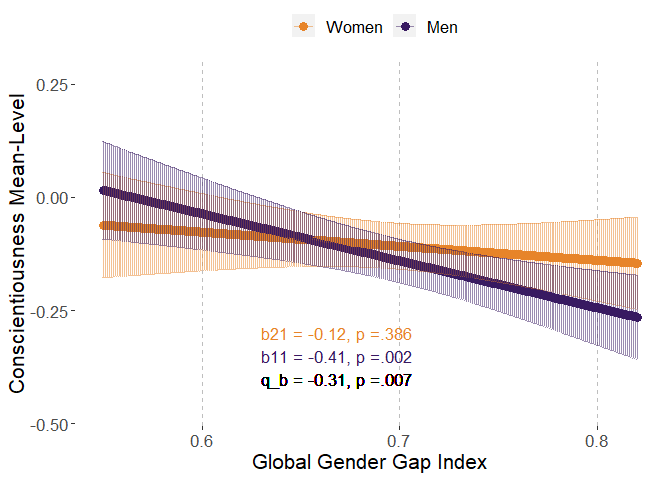 Women Men
Conscientiousness Mean-Level
0.25
0.00
-0.25
-0.50
b21 = -0.12, p =.386
b11 = -0.41, p =.002
q_b = -0.31, p =.007
0.6 0.7 0.8
Global Gender Gap Index